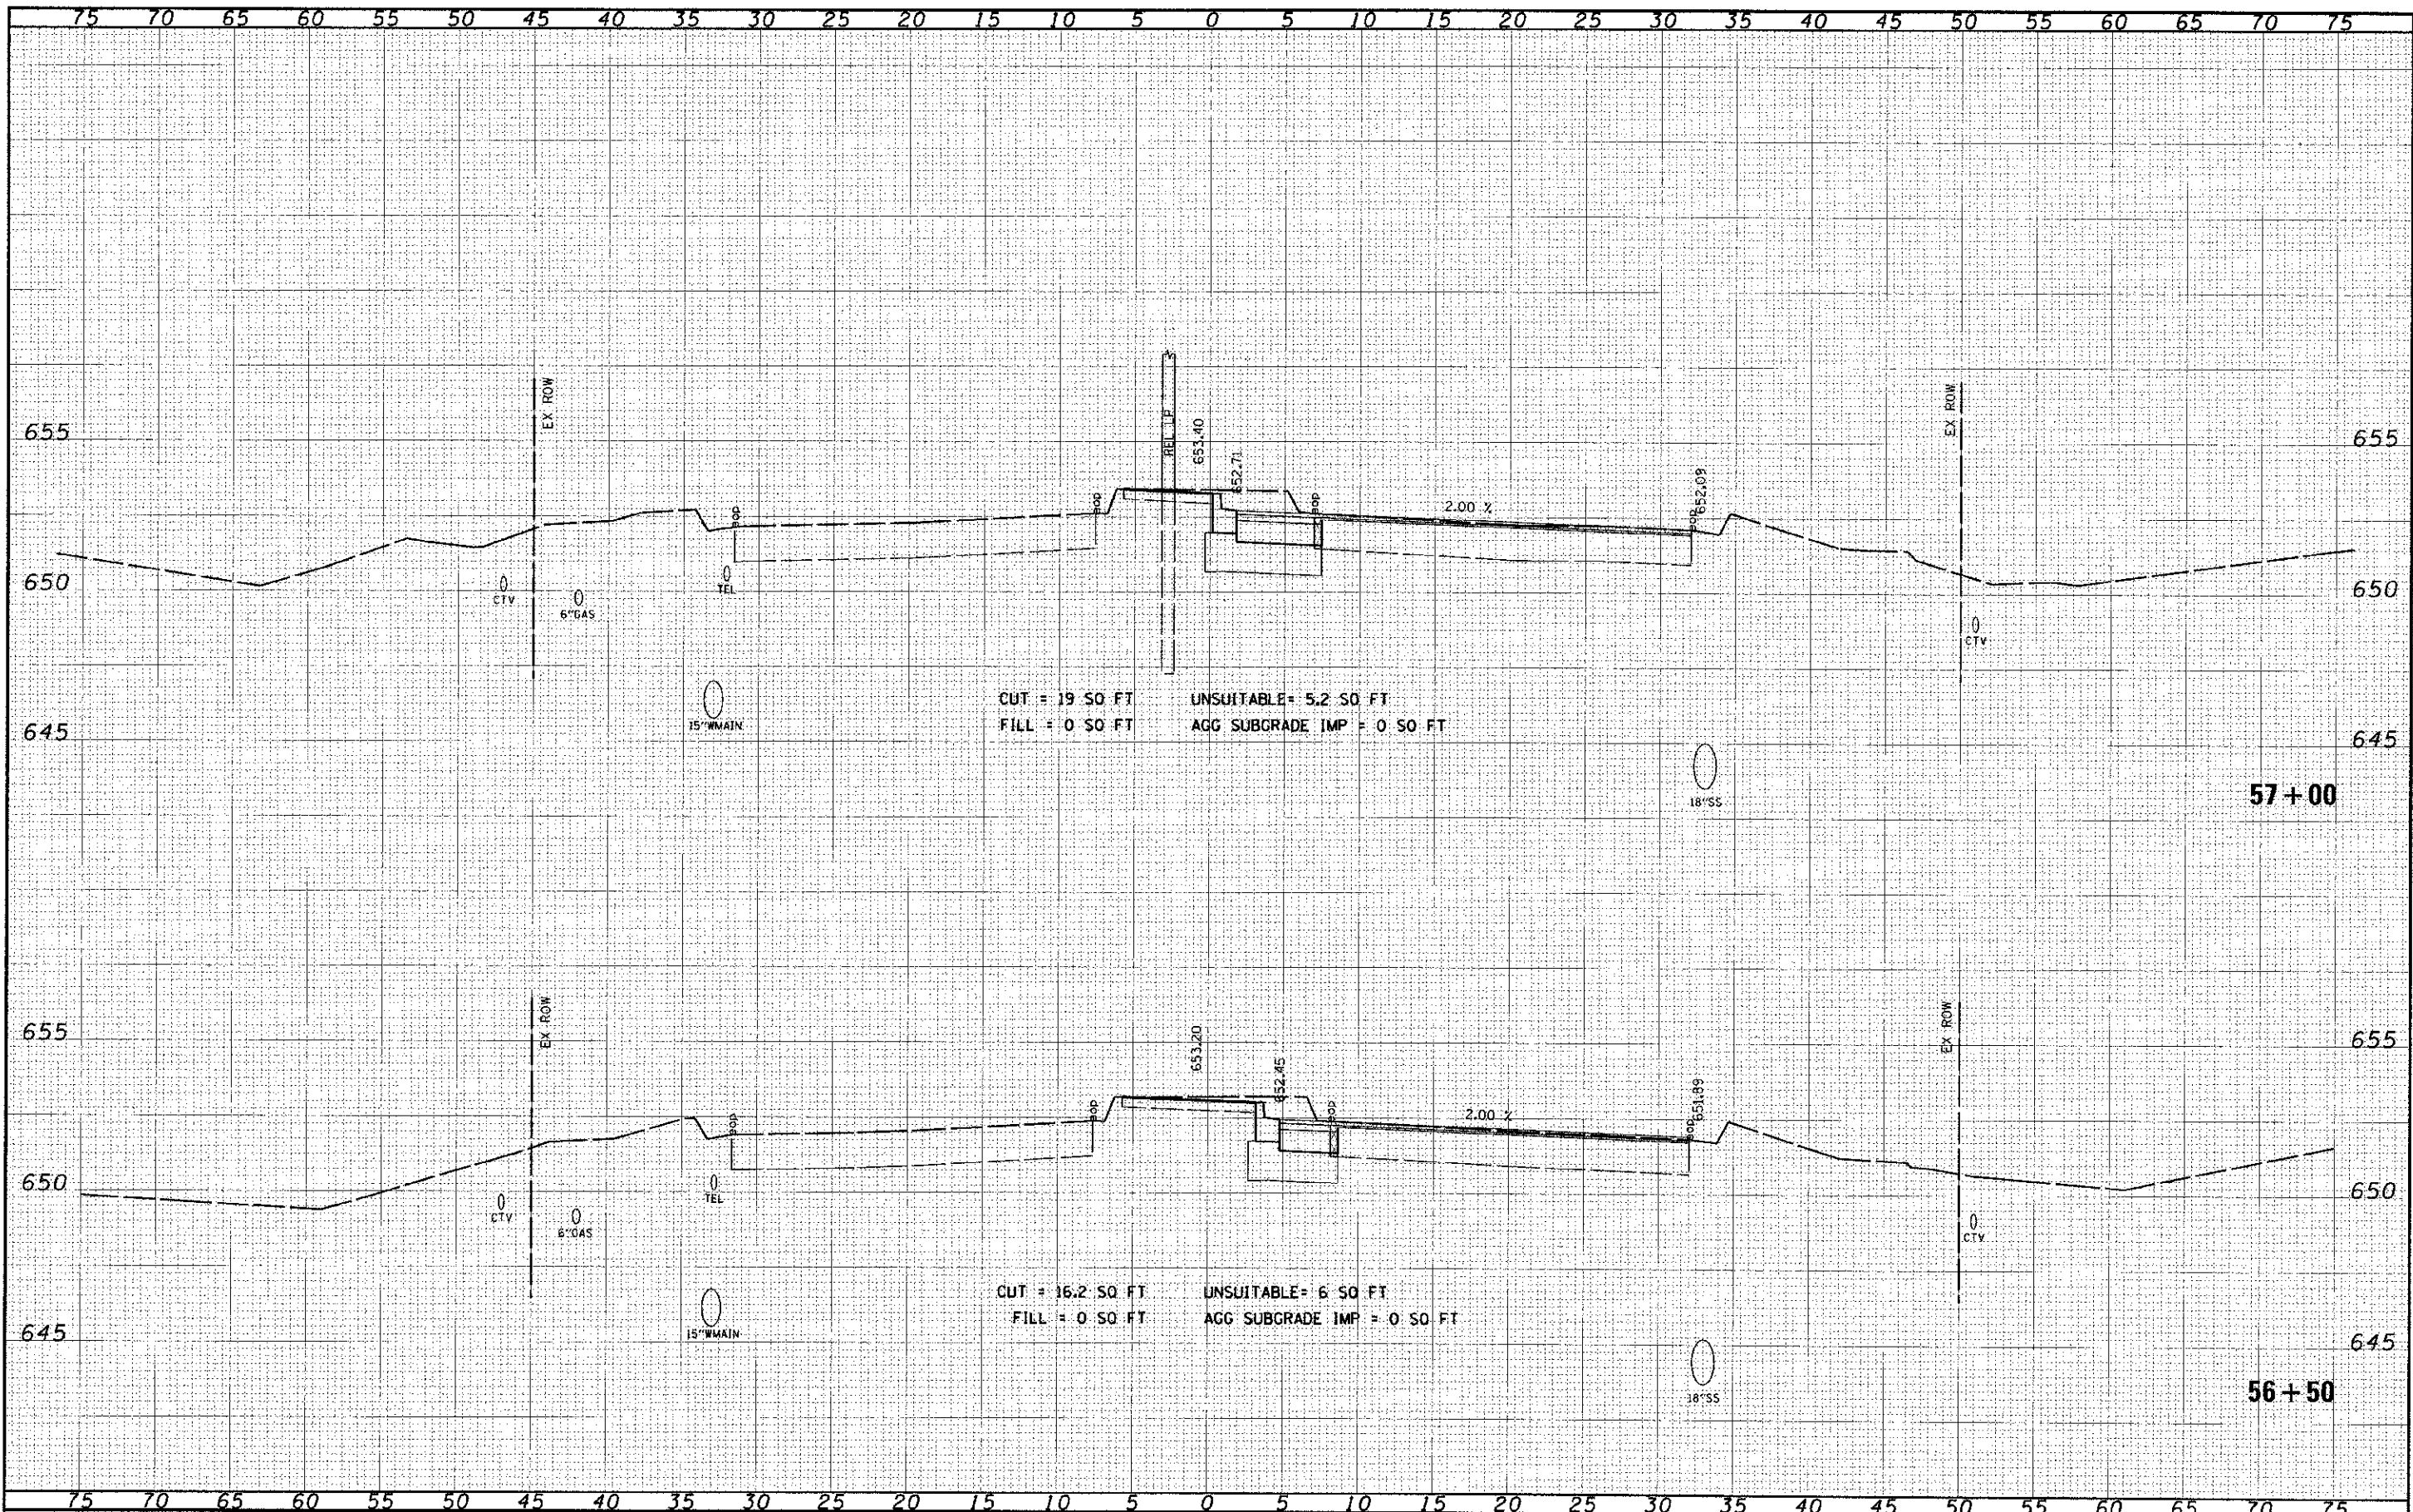 75 70 65 60 55 50 45 40 35 30 25 20 15 10 5 0 5 10 15 20 25 30 35 40 45 50 55 60 65 70 75
EX ROW
EX ROW
REL LP
653.40
652.71
652.09
655
655
eop
eop
eop
eop
2.00 %
650
650
CTV
6"GAS
TEL
CTV
15"WMAIN
CUT = 19 SQ FT UNSUITABLE= 5.2 SQ FT
FILL = 0 SQ FT AGG SUBGRADE IMP = 0 SQ FT
645
645
18"SS
57+00
EX ROW
EX ROW
653.20
652.45
651.89
655
655
eop
eop
eop
eop
2.00 %
650
650
CTV
6"GAS
TEL
CTV
15"WMAIN
CUT = 16.2 SQ FT UNSUITABLE= 6 SQ FT
FILL = 0 SQ FT AGG SUBGRADE IMP = 0 SQ FT
645
645
18"SS
56+50
75 70 65 60 55 50 45 40 35 30 25 20 15 10 5 0 5 10 15 20 25 30 35 40 45 50 55 60 65 70 75